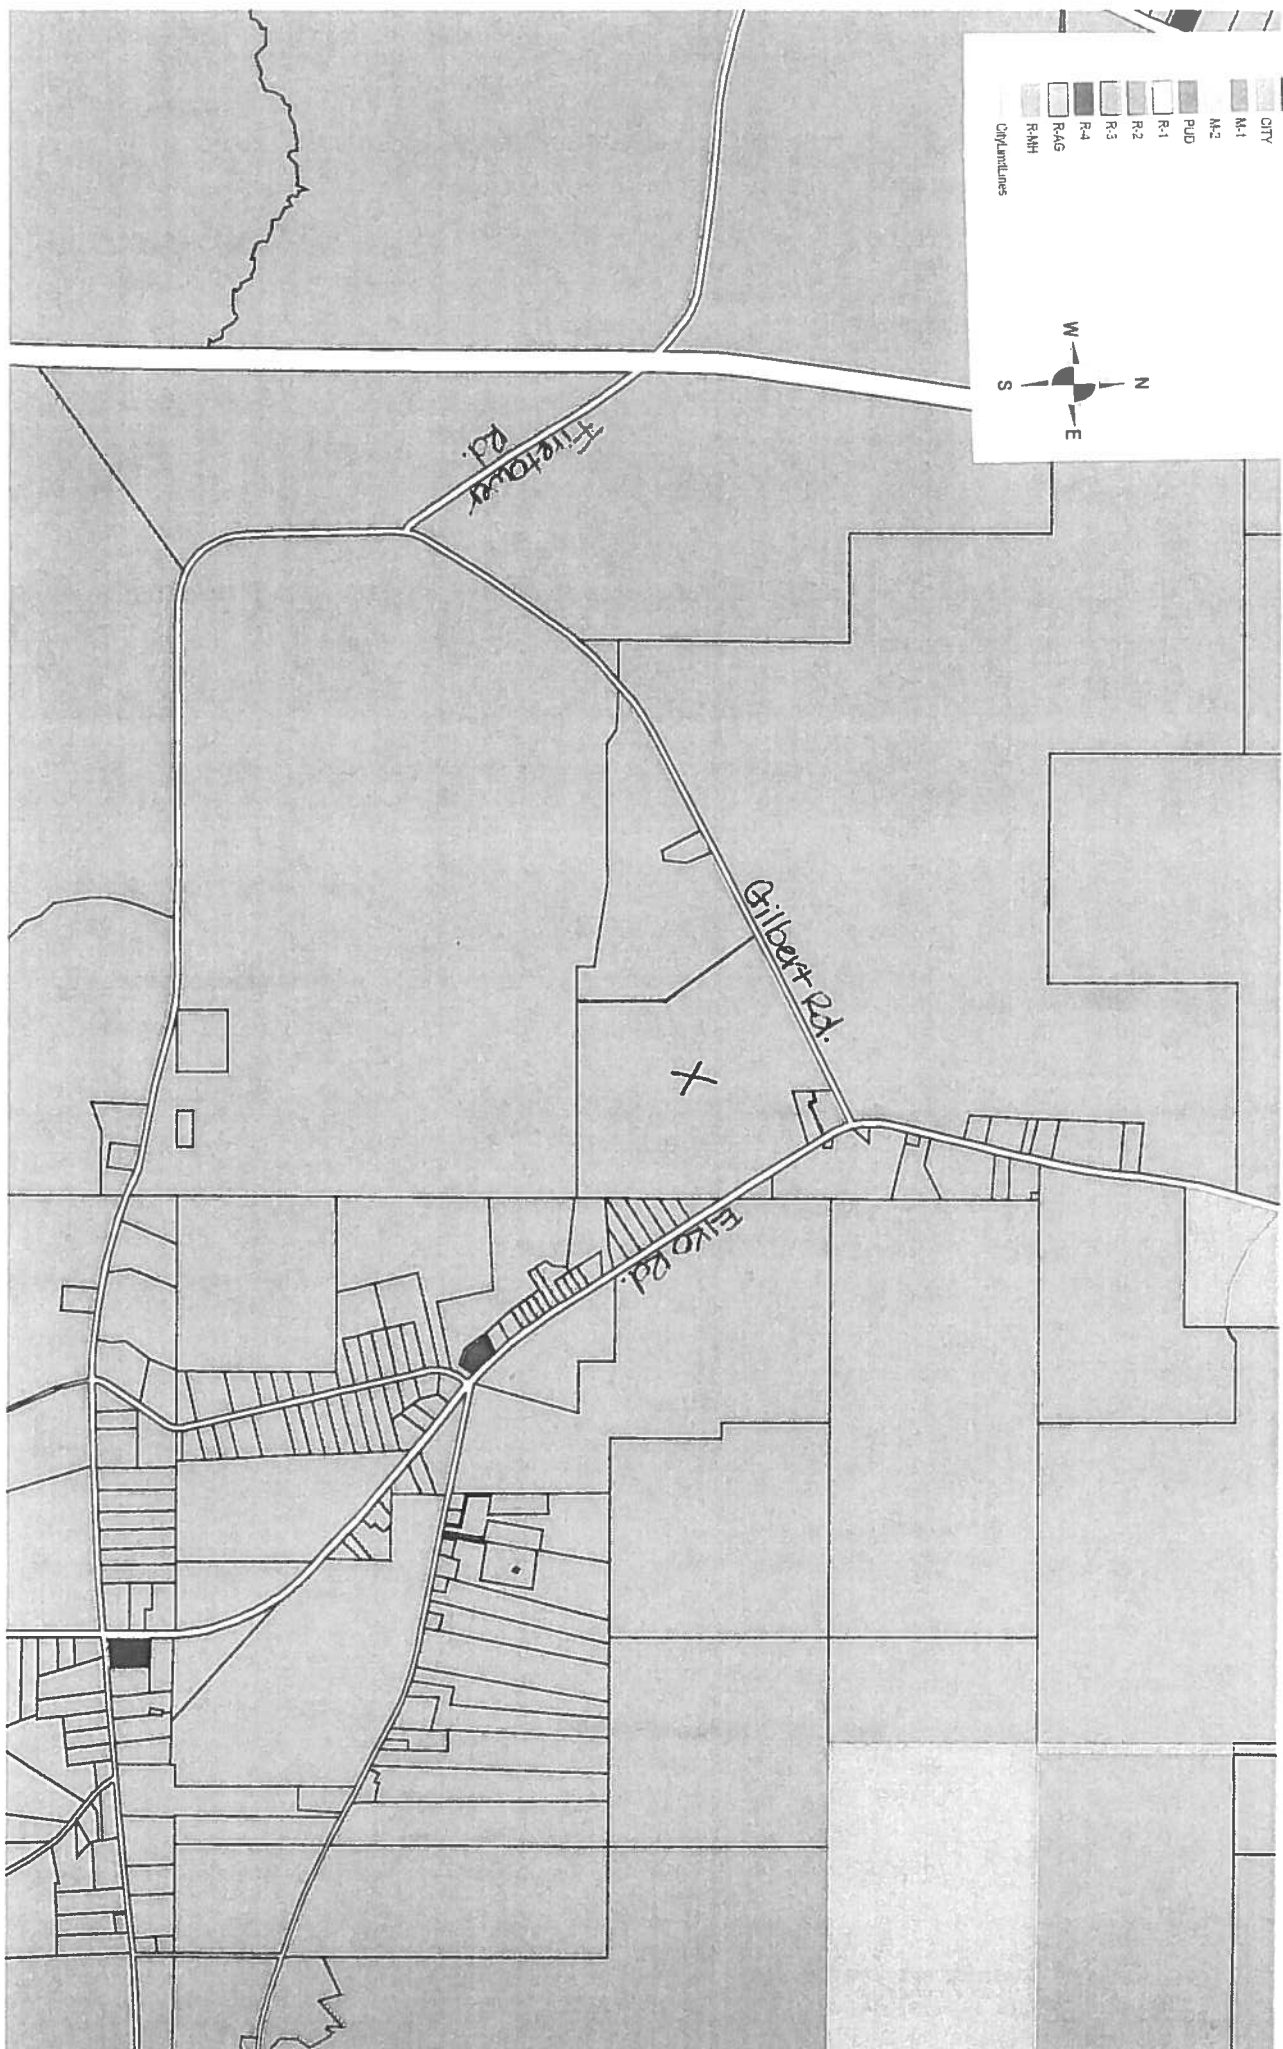 CITY
M-1
M-2
PUD
R-1
R-2
R-3
R-4
R-AG
R-MH
CityLimitLines
N
W
E
S
Firetower
Rd.
Gilbert Rd.
X
Elko Rd.